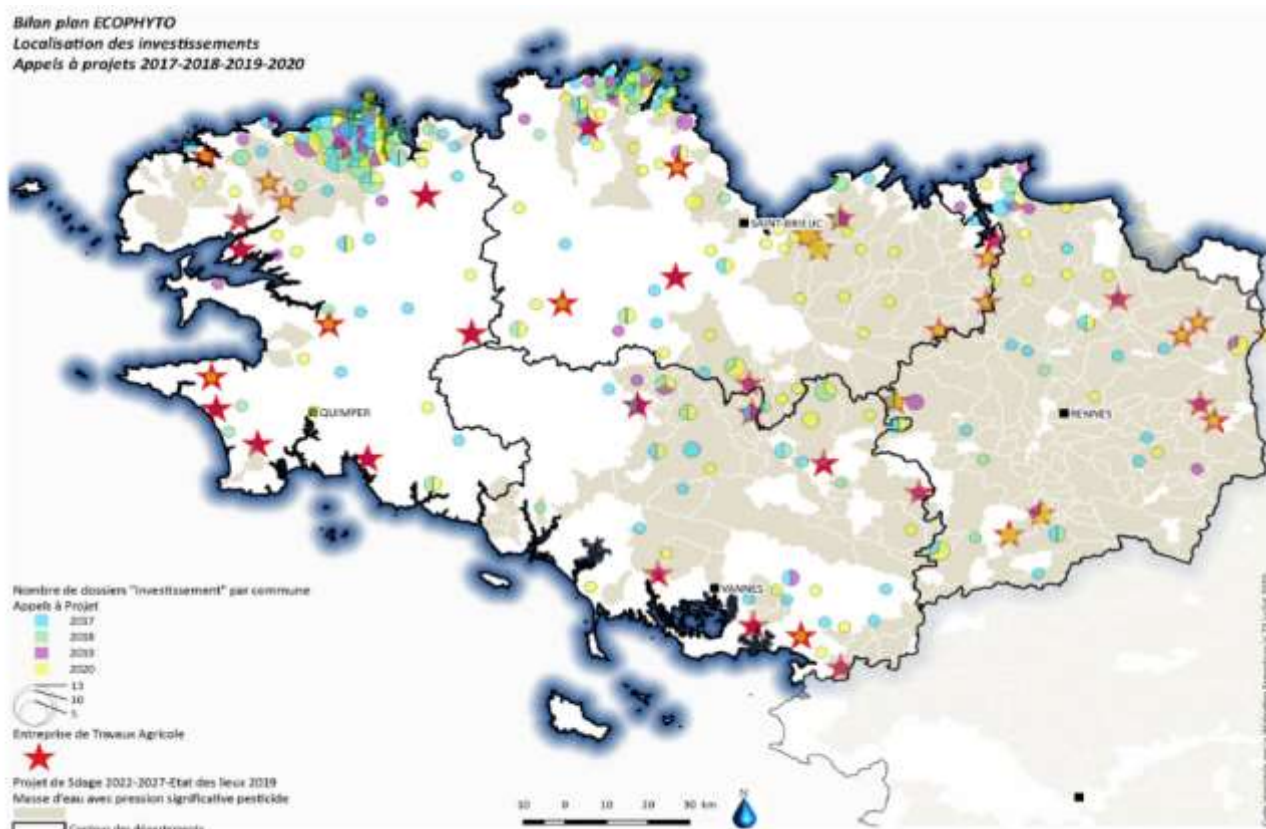 Bilan plan ECOPHYTO
Localisation des investissements
Appels à projets 2017-2018-2019-2020
SAINT-BRIEUC
QUIMPER
RENNES
VANNES
Nombre de dossiers "Investissement" par commune
Appels à Projet
2017
2018
2019
2020
13
10
5
Entreprise de Travaux Agricole
Projet de Sdage 2022-2027-Etat des lieux 2019
Masse d'eau avec pression significative pesticide
Contour des départements
10 0 10 20 30 km
N